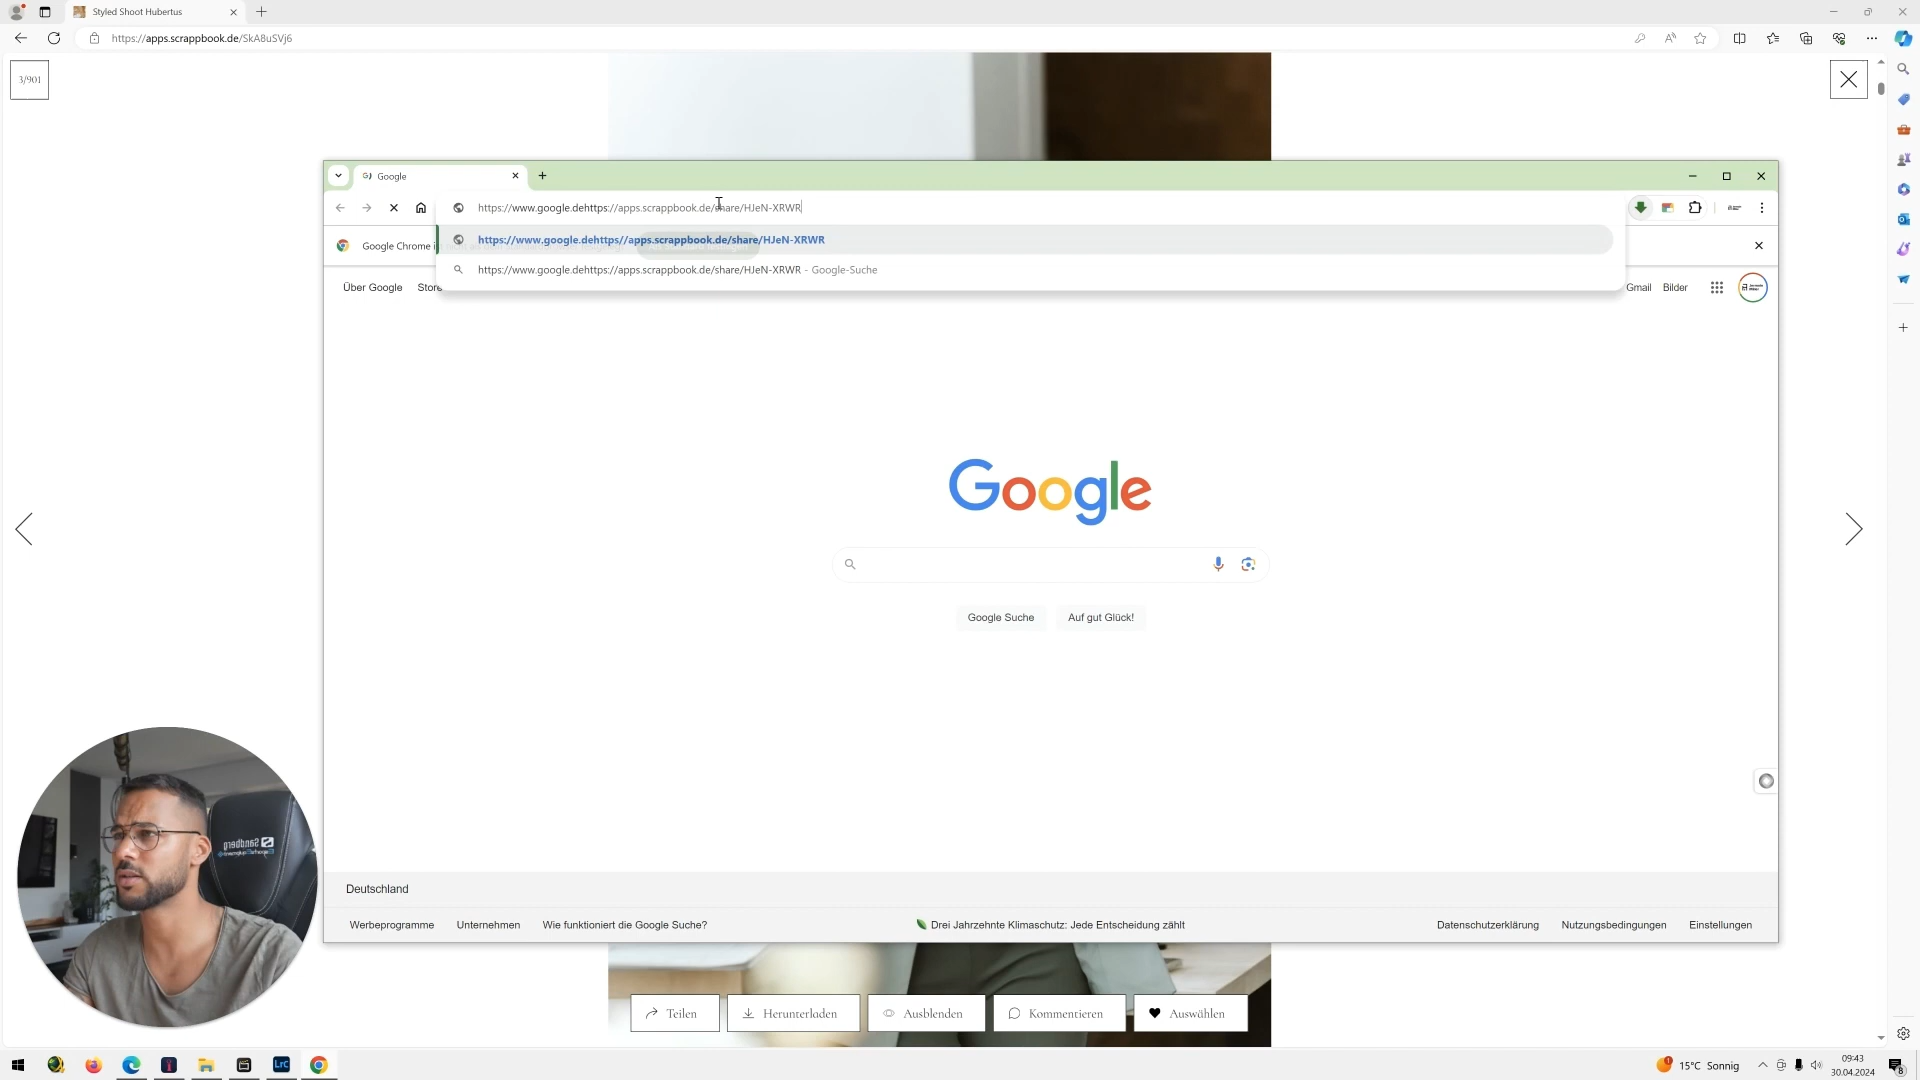 Styled Shoot Hubertus
https://apps.scrappbook.de/SkA8uSVj6
3/901
Google
https://www.google.dehttps://apps.scrappbook.de/share/HJeN-XRWR
Google Chrome
https://www.google.dehttps//apps.scrappbook.de/share/HJeN-XRWR
https://www.google.dehttps://apps.scrappbook.de/share/HJeN-XRWR - Google-Suche
Über Google Store
Gmail Bilder
Google
Google Suche Auf gut Glück!
Sandberg
Deutschland
Werbeprogramme Unternehmen Wie funktioniert die Google Suche? Drei Jahrzehnte Klimaschutz: Jede Entscheidung zählt Datenschutzerklärung Nutzungsbedingungen Einstellungen
Teilen Herunterladen Ausblenden Kommentieren Auswählen
LrC
15°C Sonnig
09:43
30.04.2024
8